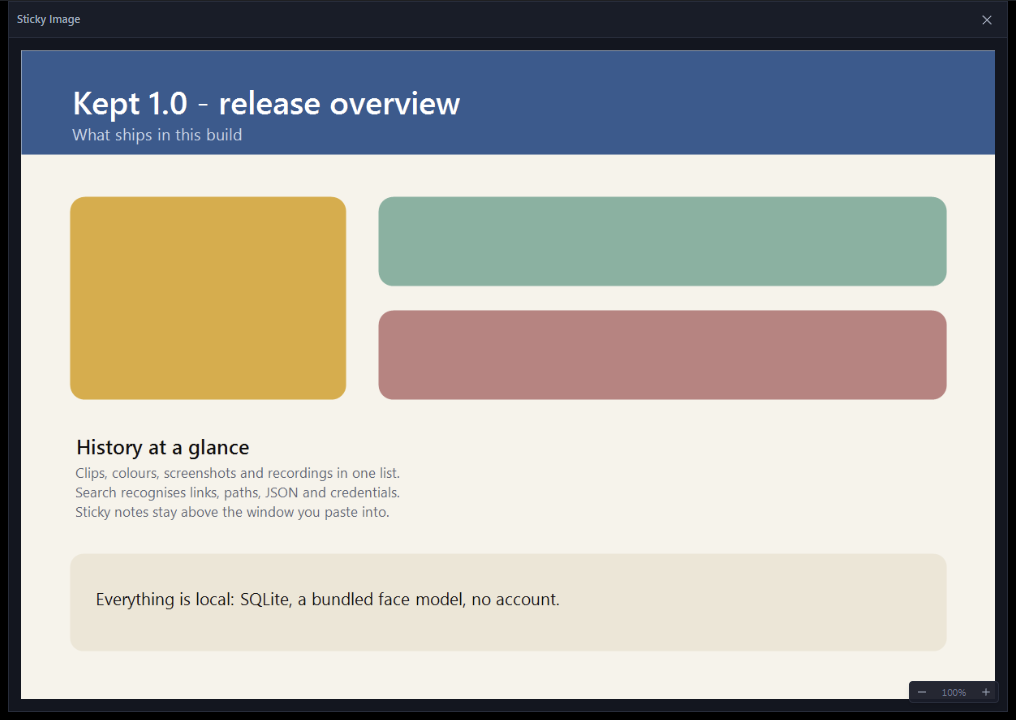 Sticky Image
Kept 1.0 - release overview
What ships in this build
History at a glance
Clips, colours, screenshots and recordings in one list.
Search recognises links, paths, JSON and credentials.
Sticky notes stay above the window you paste into.
Everything is local: SQLite, a bundled face model, no account.
100%